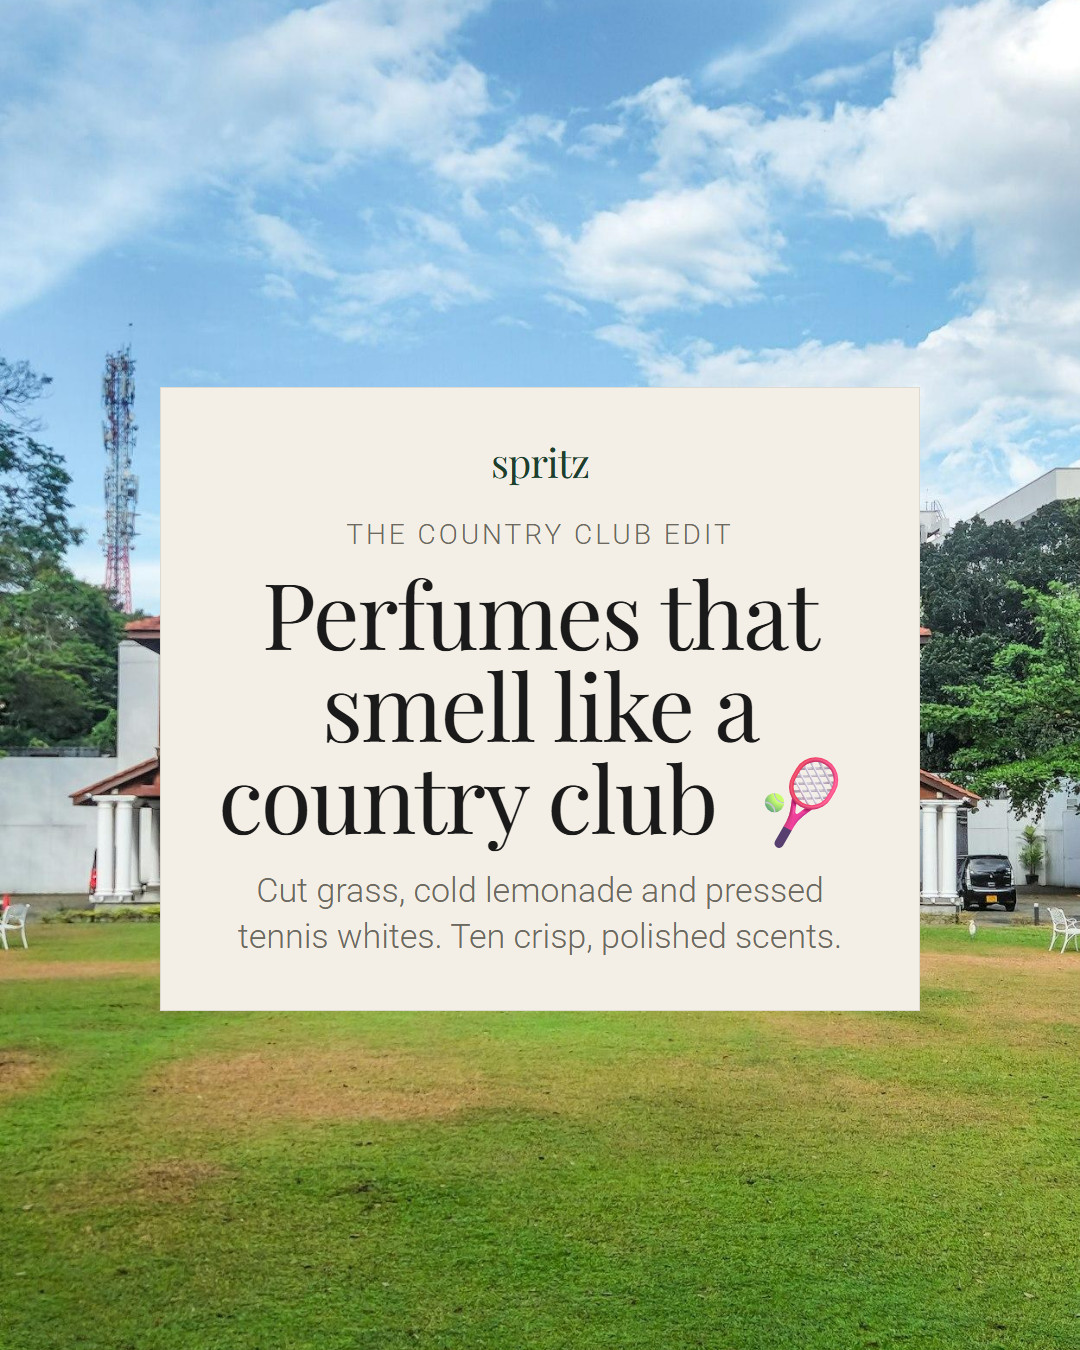 spritz
THE COUNTRY CLUB EDIT
Perfumes that
smell like a
country club 🎾
Cut grass, cold lemonade and pressed
tennis whites. Ten crisp, polished scents.